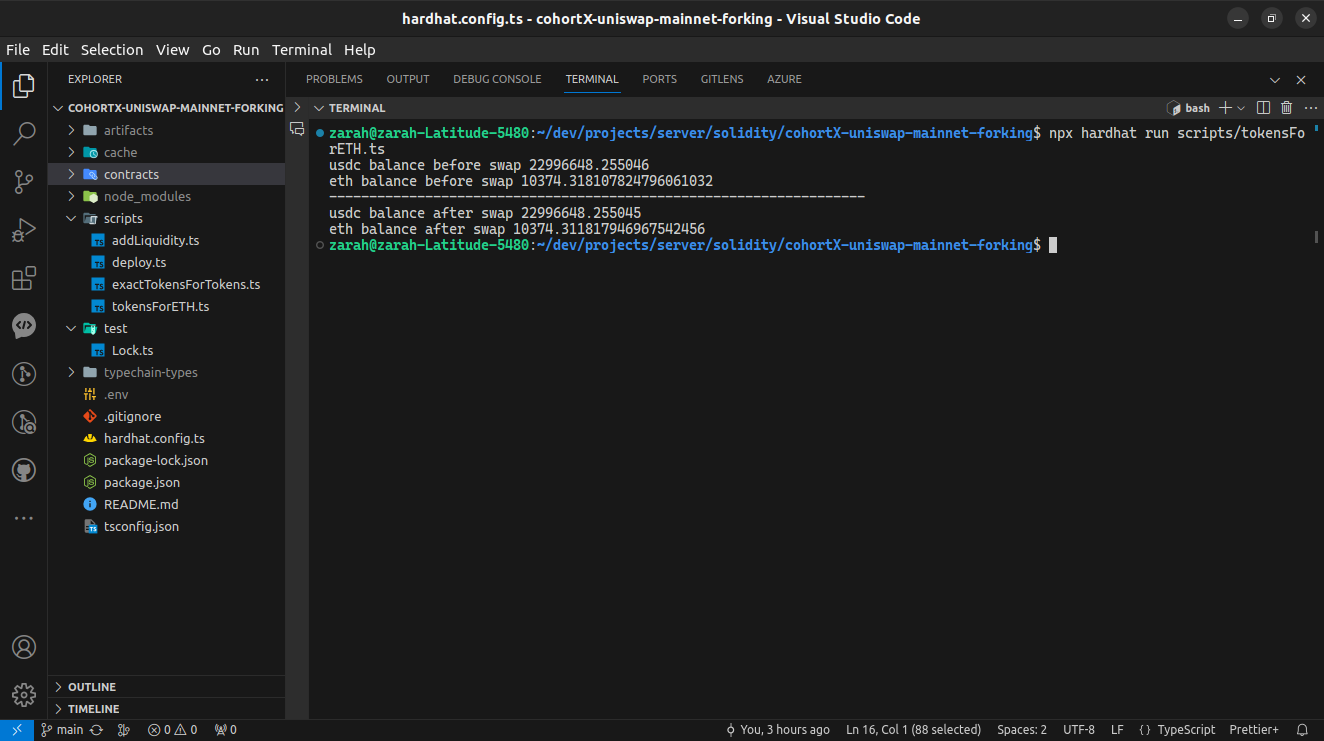 hardhat.config.ts - cohortX-uniswap-mainnet-forking - Visual Studio Code
File Edit Selection View Go Run Terminal Help
EXPLORER
COHORTX-UNISWAP-MAINNET-FORKING
artifacts
cache
contracts
node_modules
scripts
addLiquidity.ts
deploy.ts
exactTokensForTokens.ts
tokensForETH.ts
test
Lock.ts
typechain-types
.env
.gitignore
hardhat.config.ts
package-lock.json
package.json
README.md
tsconfig.json
OUTLINE
TIMELINE
PROBLEMS OUTPUT DEBUG CONSOLE TERMINAL PORTS GITLENS AZURE
TERMINAL
bash
zarah@zarah-Latitude-5480:~/dev/projects/server/solidity/cohortX-uniswap-mainnet-forking$ npx hardhat run scripts/tokensFo
rETH.ts
usdc balance before swap 22996648.255046
eth balance before swap 10374.318107824796061032
-------------------------------------------------------------------
usdc balance after swap 22996648.255045
eth balance after swap 10374.311817946967542456
zarah@zarah-Latitude-5480:~/dev/projects/server/solidity/cohortX-uniswap-mainnet-forking$
main 0 0 0 You, 3 hours ago Ln 16, Col 1 (88 selected) Spaces: 2 UTF-8 LF {} TypeScript Prettier+